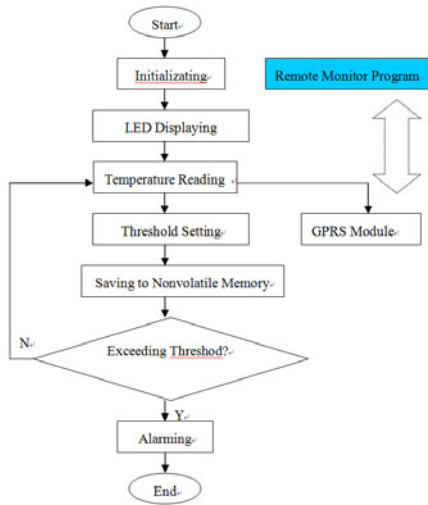 Start
Initializating
Remote Monitor Program
LED Displaying
Temperature Reading
Threshold Setting
GPRS Module
Saving to Nonvolatile Memory
N
Exceeding Threshod?
Y
Alarming
End